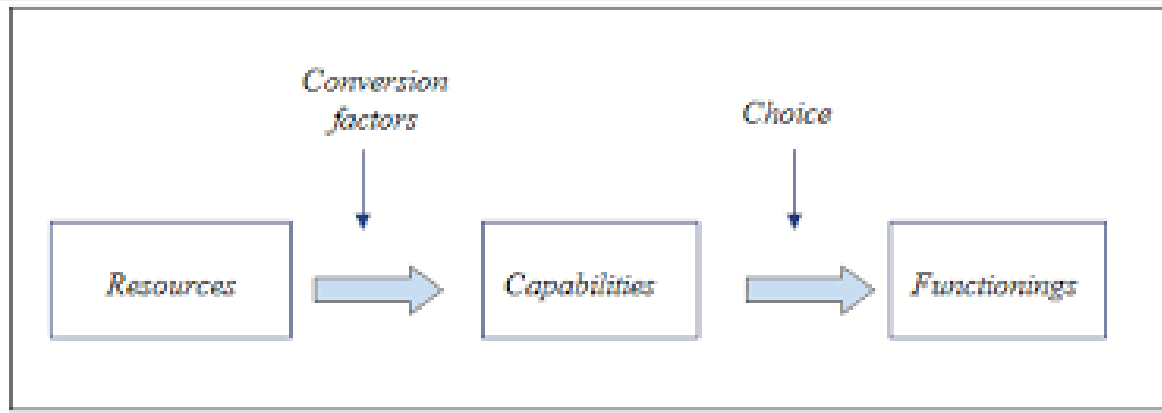 Conversion
factors
Choice
Resources
Capabilities
Functionings